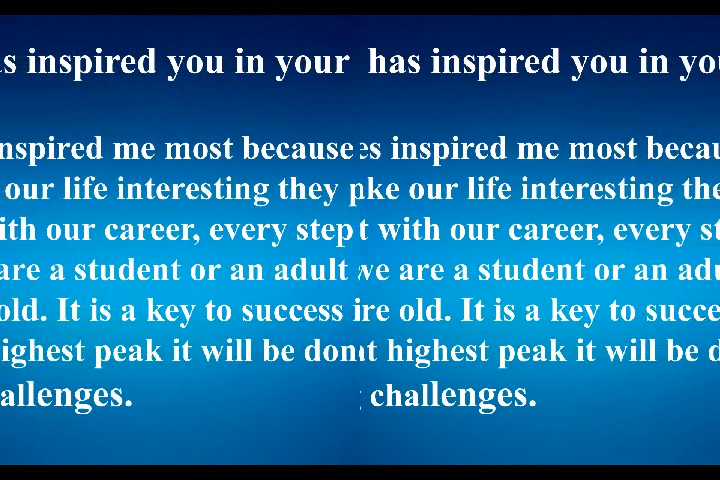 s inspired you in your has inspired you in yo
nspired me most because es inspired me most becau
our life interesting they ke our life interesting the
ith our career, every step t with our career, every st
are a student or an adult we are a student or an adu
old. It is a key to success re old. It is a key to succe
ighest peak it will be don t highest peak it will be d
allenges. challenges.